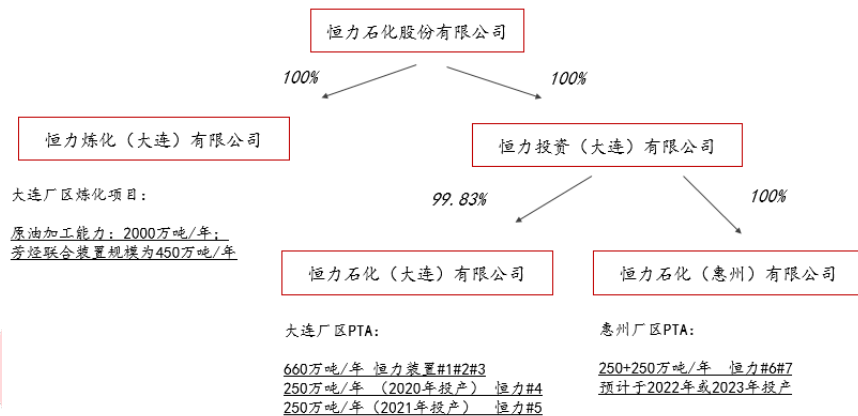 恒力石化股份有限公司
100%
100%
恒力炼化（大连）有限公司
恒力投资（大连）有限公司
大连厂区炼化项目：
原油加工能力：2000万吨/年；
芳烃联合装置规模为450万吨/年
99.83%
100%
恒力石化（大连）有限公司
恒力石化（惠州）有限公司
大连厂区PTA：
660万吨/年 恒力装置#1#2#3
250万吨/年 （2020年投产） 恒力#4
250万吨/年（2021年投产） 恒力#5
惠州厂区PTA：
250+250万吨/年 恒力#6#7
预计于2022年或2023年投产